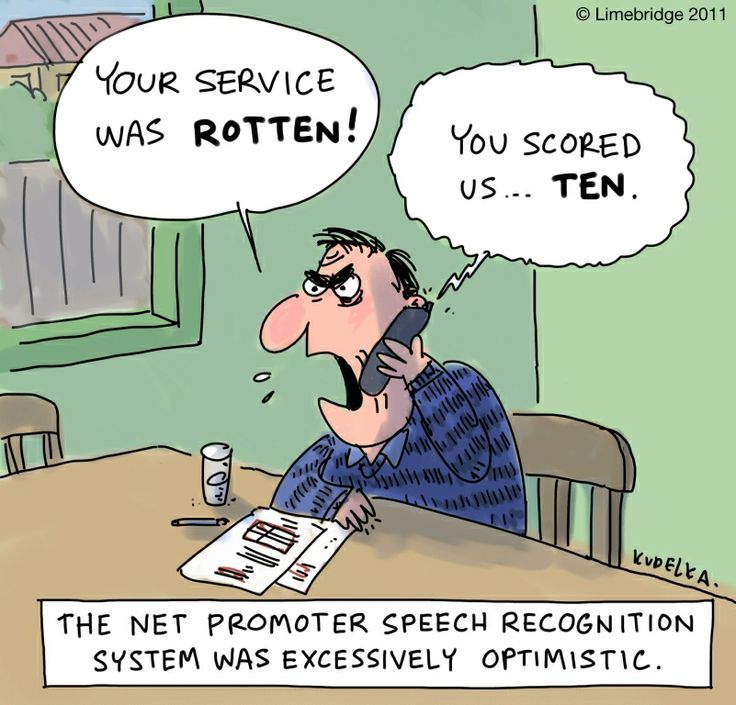 © Limebridge 2011
YOUR SERVICE
WAS ROTTEN!
YOU SCORED
US... TEN.
KUDELKA.
THE NET PROMOTER SPEECH RECOGNITION
SYSTEM WAS EXCESSIVELY OPTIMISTIC.